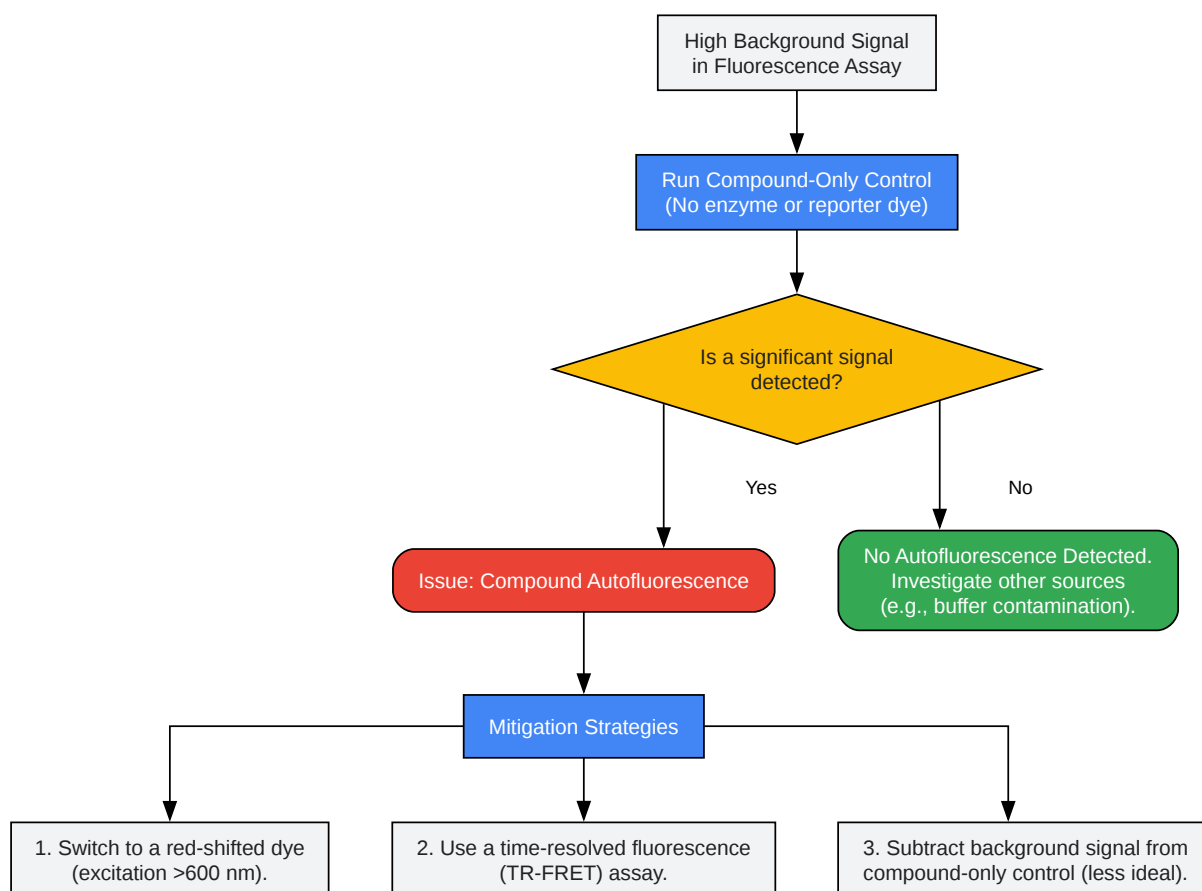 High Background Signal
in Fluorescence Assay
Run Compound-Only Control
(No enzyme or reporter dye)
Is a significant signal
detected?
Yes
No
Issue: Compound Autofluorescence
No Autofluorescence Detected.
Investigate other sources
(e.g., buffer contamination).
Mitigation Strategies
1. Switch to a red-shifted dye
(excitation >600 nm).
2. Use a time-resolved fluorescence
(TR-FRET) assay.
3. Subtract background signal from
compound-only control (less ideal).